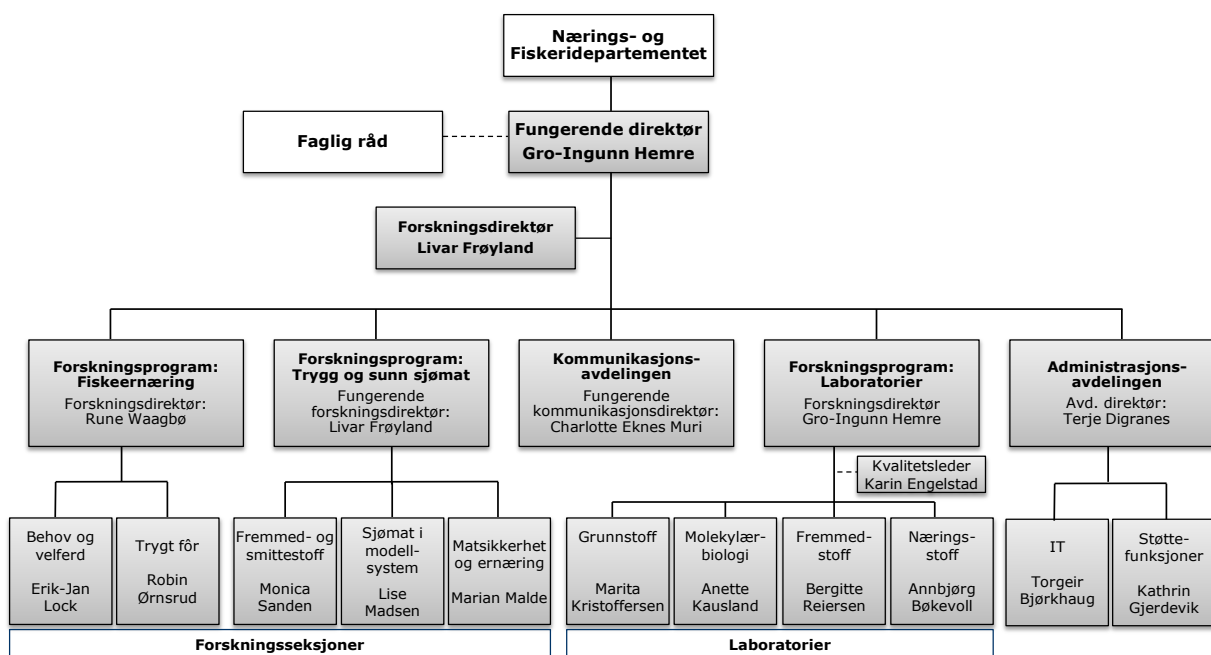 Nærings- og
Fiskeridepartementet
Faglig råd
Fungerende direktør
Gro-Ingunn Hemre
Forskningsdirektør
Livar Frøyland
Forskningsprogram:
Fiskeernæring
Forskningsdirektør:
Rune Waagbø
Forskningsprogram:
Trygg og sunn sjømat
Fungerende
forskningsdirektør:
Livar Frøyland
Kommunikasjons-
avdelingen
Fungerende
kommunikasjonsdirektør:
Charlotte Eknes Muri
Forskningsprogram:
Laboratorier
Forskningsdirektør
Gro-Ingunn Hemre
Administrasjons-
avdelingen
Avd. direktør:
Terje Digranes
Kvalitetsleder
Karin Engelstad
Behov og
velferd
Erik-Jan
Lock
Trygt fôr
Robin
Ørnsrud
Fremmed- og
smittestoff
Monica
Sanden
Sjømat i
modell-
system
Lise
Madsen
Matsikkerhet
og ernæring
Marian Malde
Grunnstoff
Marita
Kristoffersen
Molekylær-
biologi
Anette
Kausland
Fremmed-
stoff
Bergitte
Reiersen
Nærings-
stoff
Annbjørg
Bøkevoll
IT
Torgeir
Bjørkhaug
Støtte-
funksjoner
Kathrin
Gjerdevik
Forskningsseksjoner
Laboratorier